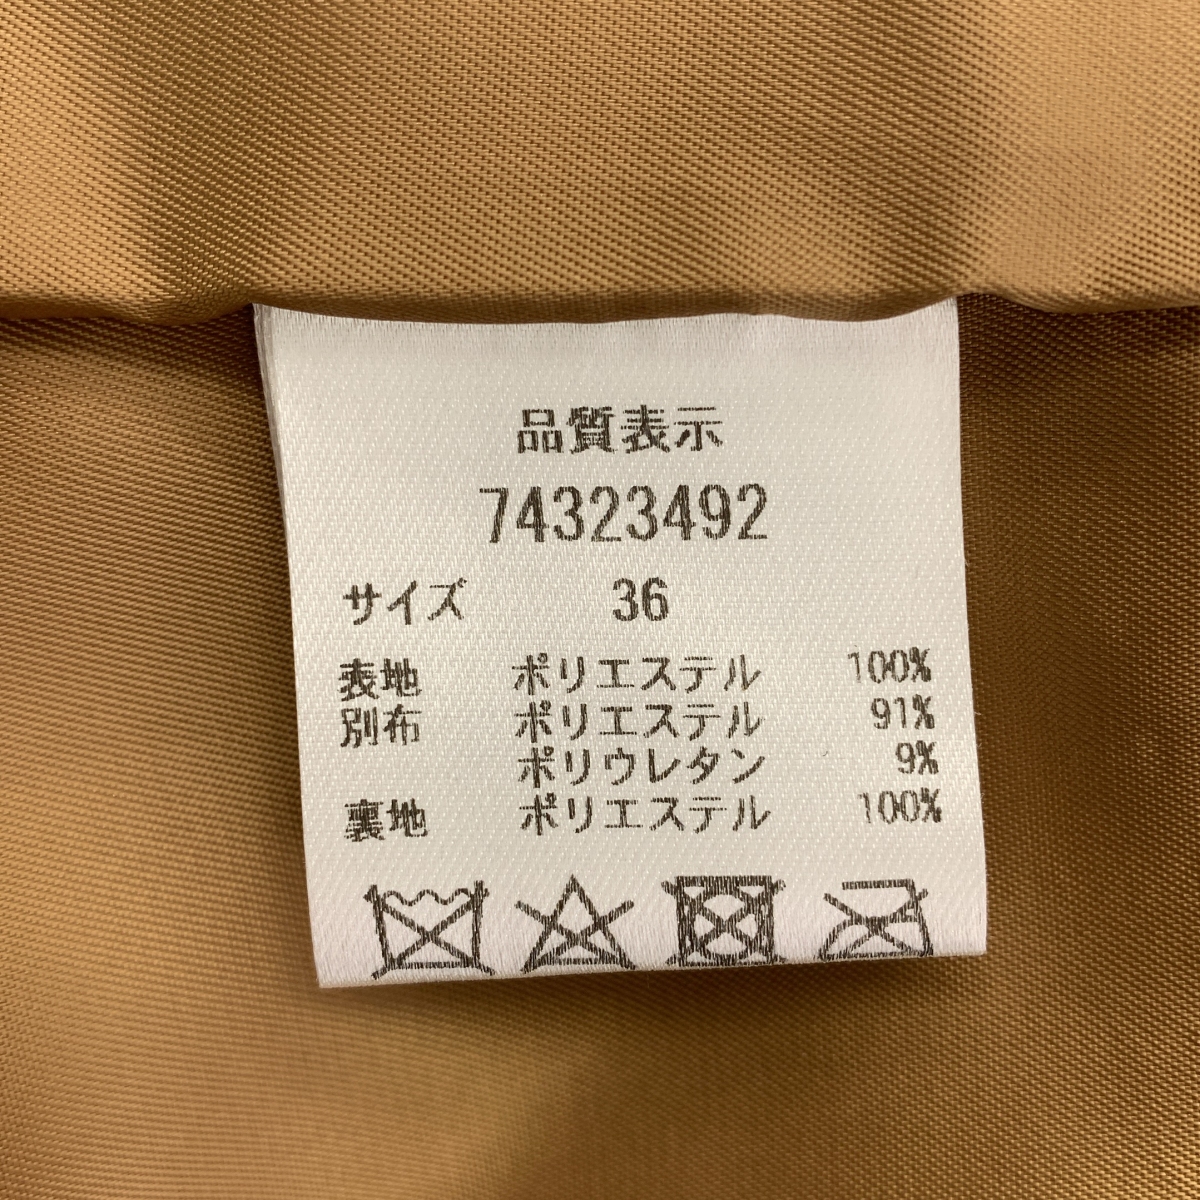 品質表示
74323492
サイズ 36
表地 ポリエステル 100%
別布 ポリエステル 91%
ポリウレタン 9%
裏地 ポリエステル 100%